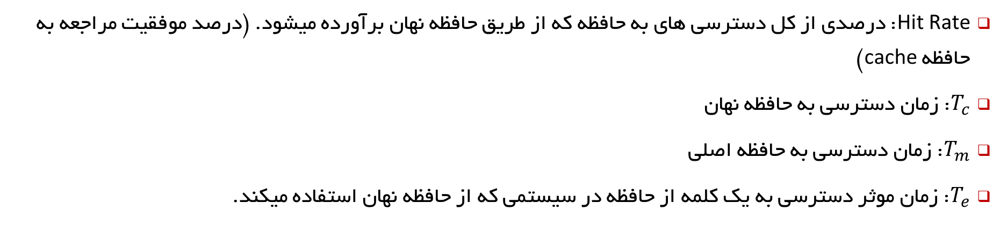 ❑ Hit Rate: درصدی از کل دسترسی های به حافظه که از طریق حافظه نهان برآورده میشود. (درصد موفقیت مراجعه به
حافظه cache)
❑ T_c: زمان دسترسی به حافظه نهان
❑ T_m: زمان دسترسی به حافظه اصلی
❑ T_e: زمان موثر دسترسی به یک کلمه از حافظه در سیستمی که از حافظه نهان استفاده میکند.